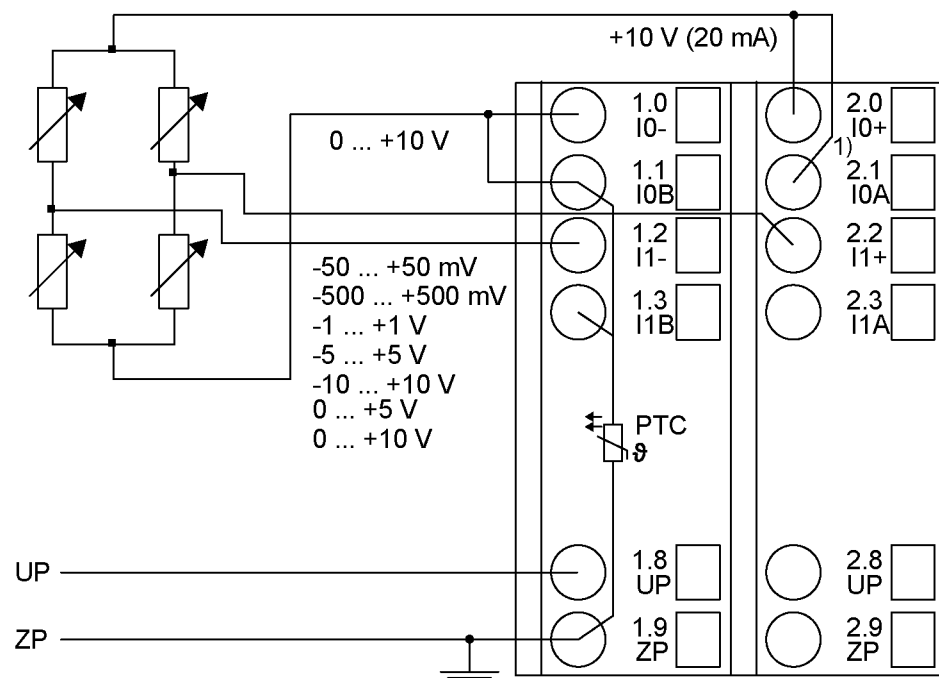 +10 V (20 mA)
0 ... +10 V
1)
1.0
I0-
2.0
I0+
1.1
I0B
2.1
I0A
1.2
I1-
2.2
I1+
1.3
I1B
2.3
I1A
-50 ... +50 mV
-500 ... +500 mV
-1 ... +1 V
-5 ... +5 V
-10 ... +10 V
0 ... +5 V
0 ... +10 V
PTC
ϑ
UP
1.8
UP
2.8
UP
ZP
1.9
ZP
2.9
ZP